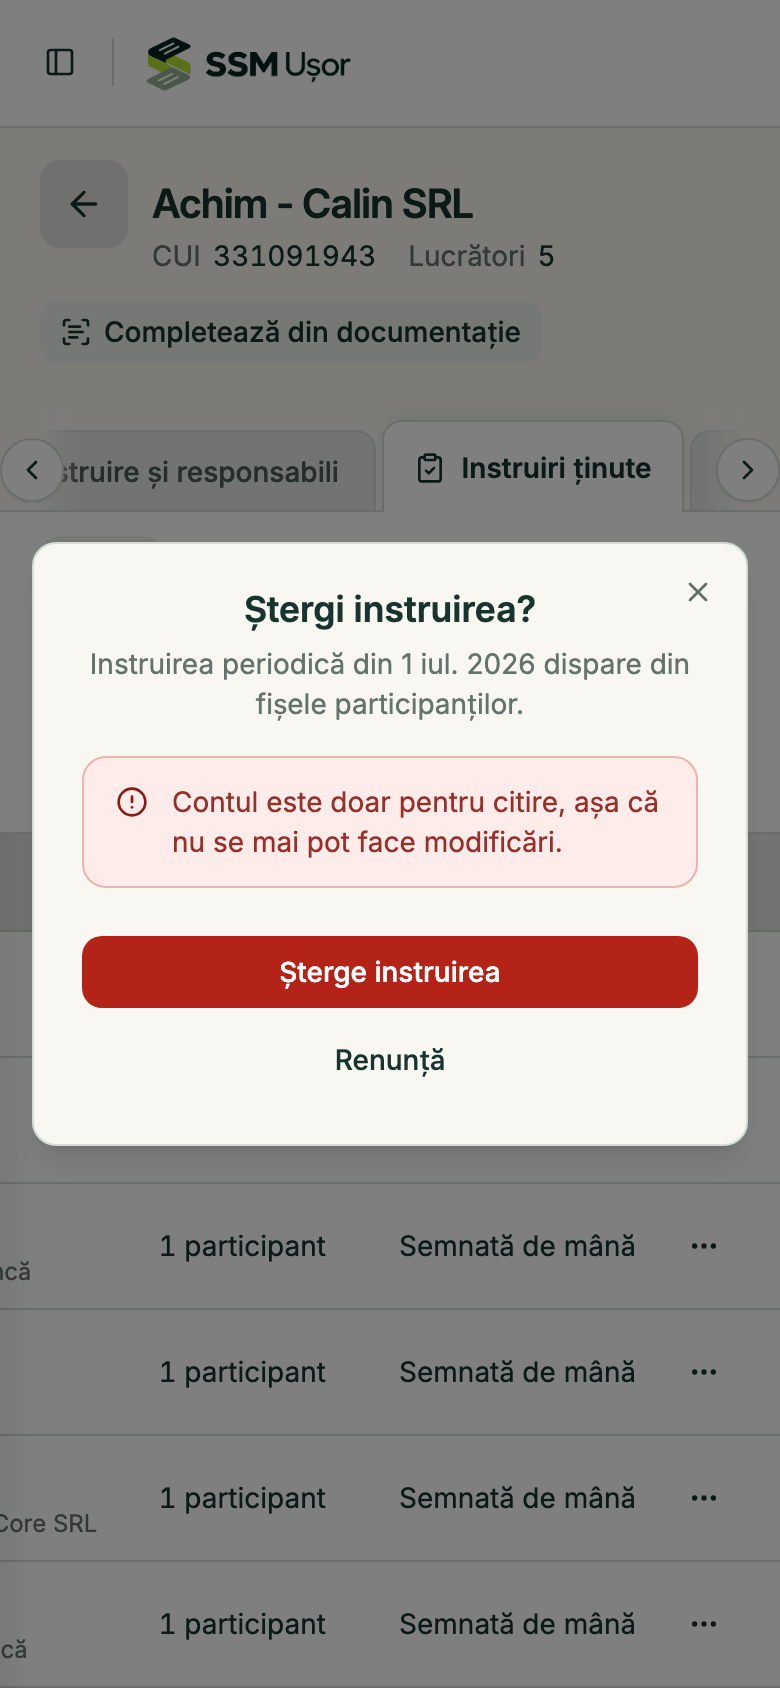 SSM Ușor
Achim - Calin SRL
CUI 331091943 Lucrători 5
Completează din documentație
struire și responsabili
Instruiri ținute
Ștergi instruirea?
Instruirea periodică din 1 iul. 2026 dispare din
fișele participanților.
Contul este doar pentru citire, așa că
nu se mai pot face modificări.
Șterge instruirea
Renunță
1 participant Semnată de mână
că
1 participant Semnată de mână
1 participant Semnată de mână
Core SRL
1 participant Semnată de mână
că